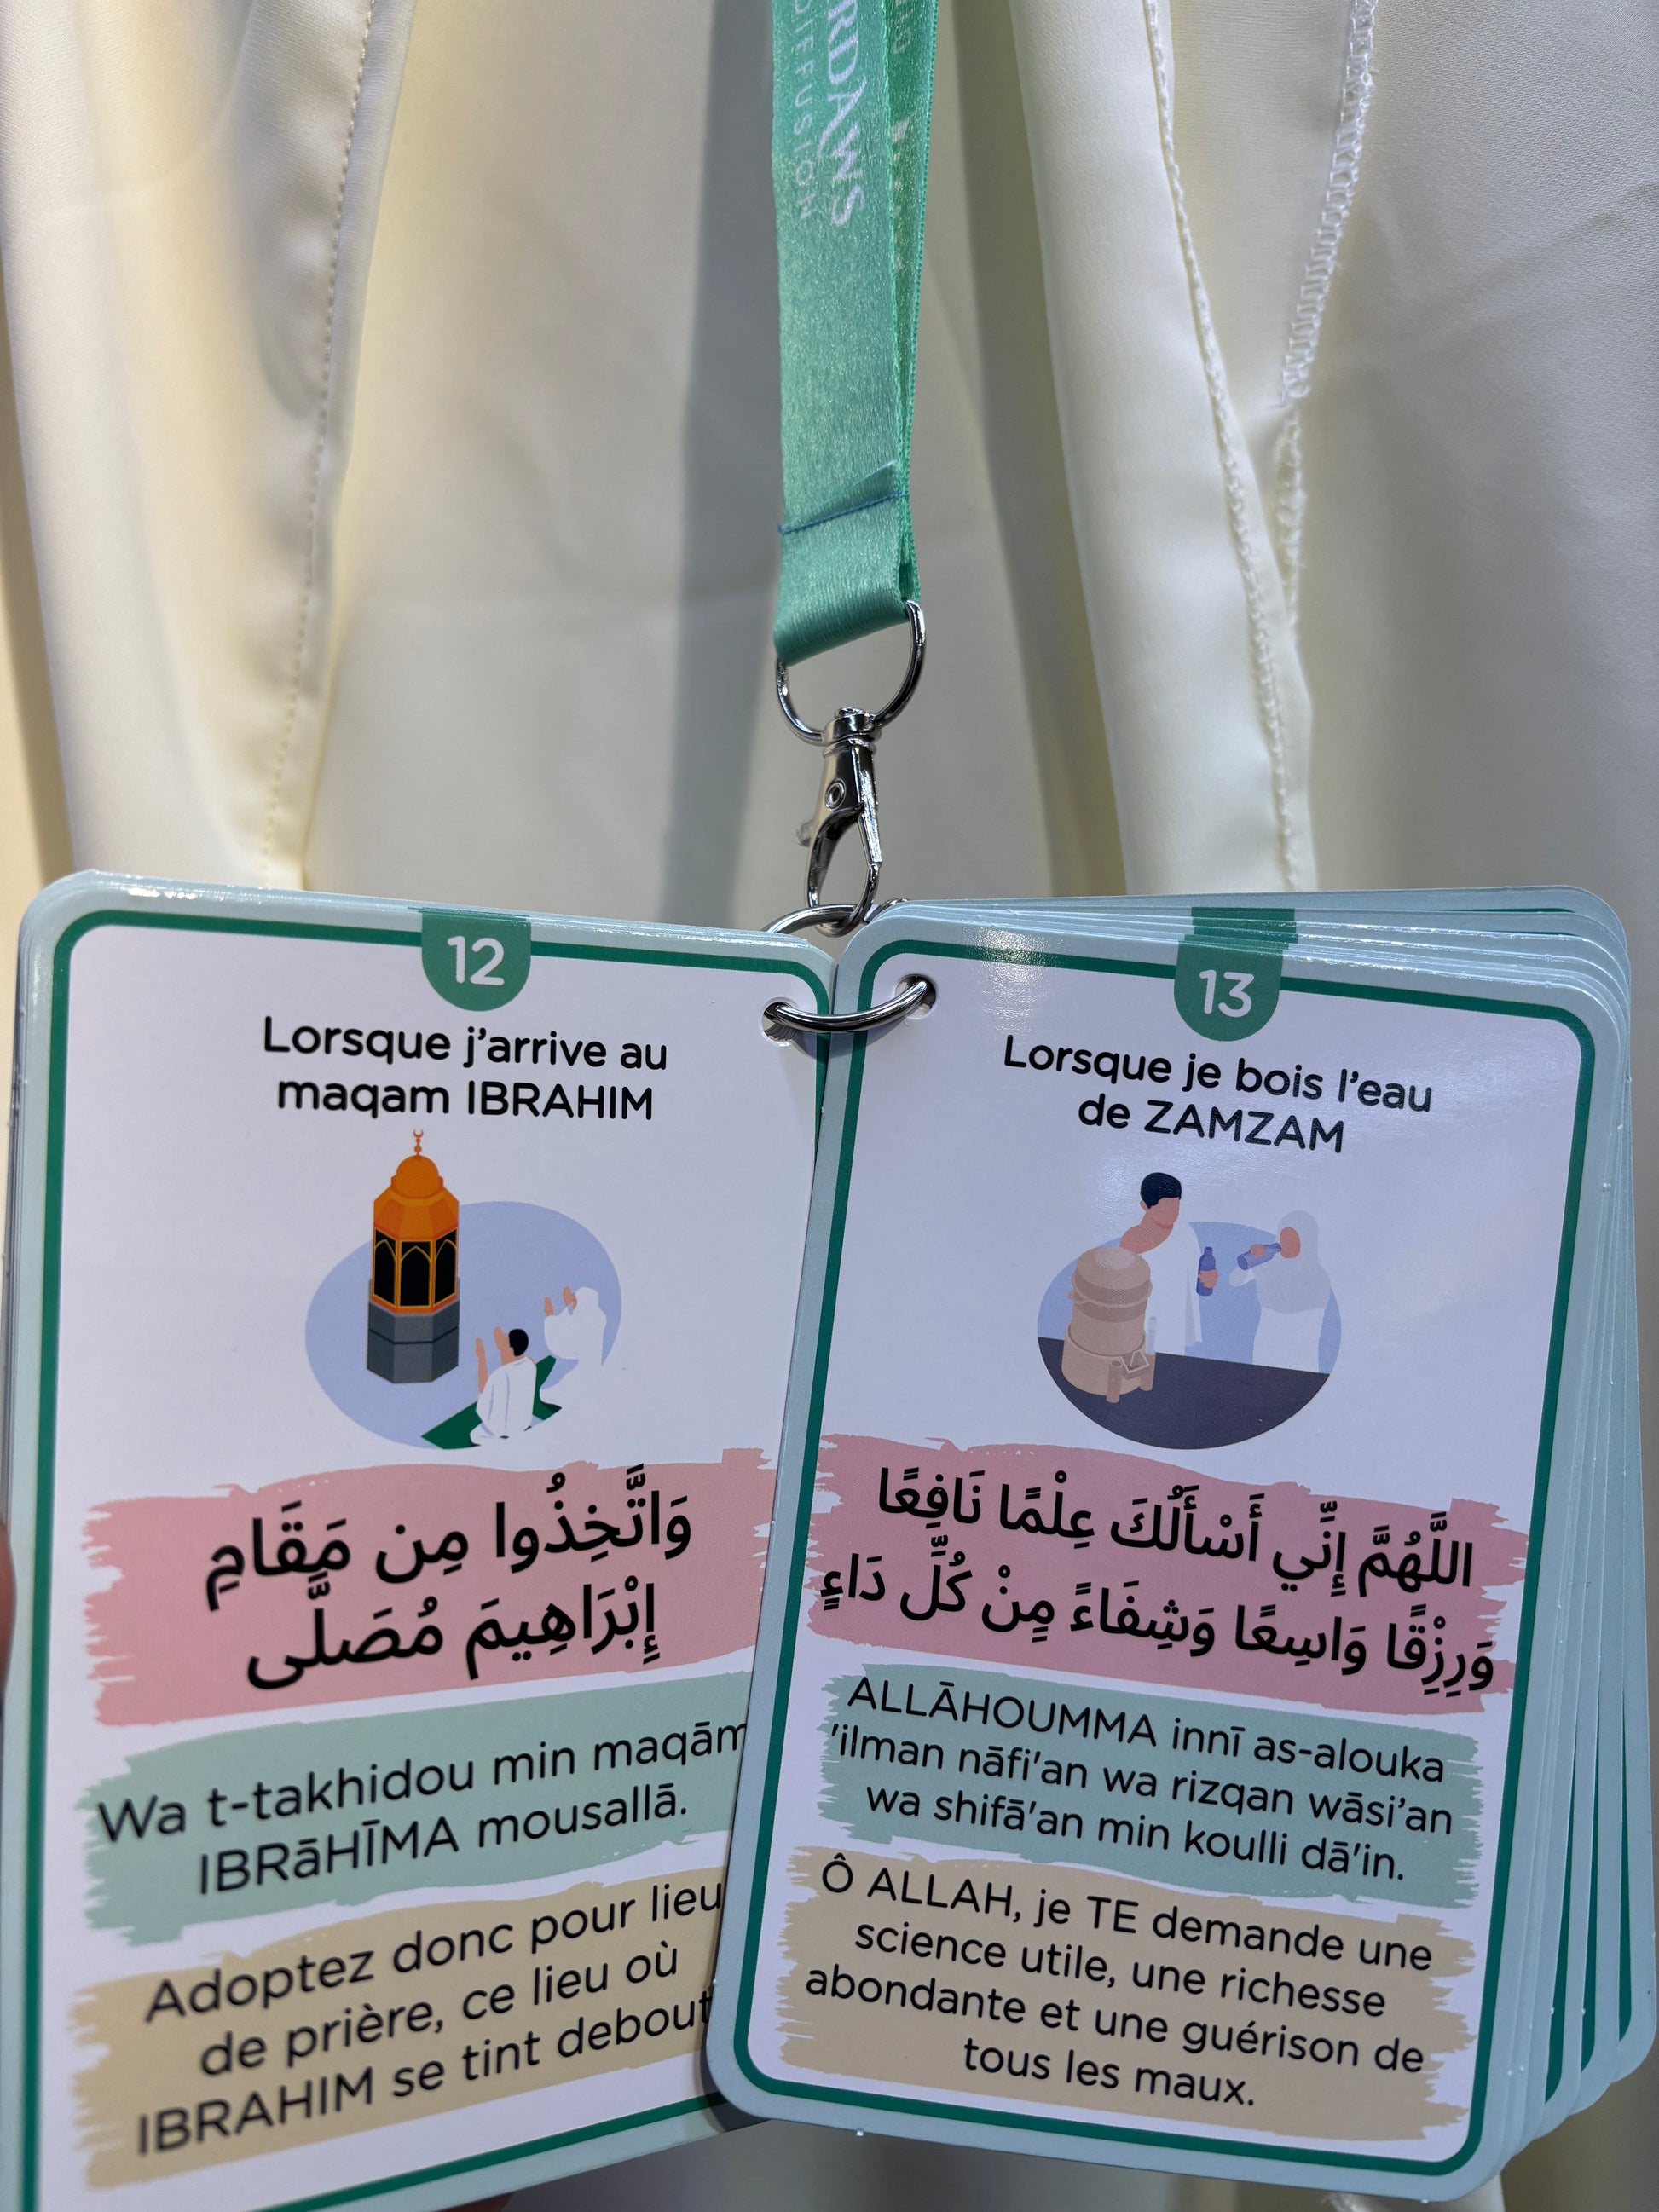 DIFFUSION
12
Lorsque j'arrive au
maqam IBRAHIM
وَاتَّخِذُوا مِن مَقَامِ
إِبْرَاهِيمَ مُصَلَّى
Wa t-takhidou min maqām
IBRāHĪMA mousallā.
Adoptez donc pour lieu
de prière, ce lieu où
IBRAHIM se tint debout
13
Lorsque je bois l'eau
de ZAMZAM
اللَّهُمَّ إِنِّي أَسْأَلُكَ عِلْمًا نَافِعًا
وَرِزْقًا وَاسِعًا وَشِفَاءً مِنْ كُلِّ دَاءٍ
ALLĀHOUMMA innī as-alouka
'ilman nāfi'an wa rizqan wāsi'an
wa shifā'an min koulli dā'in.
Ô ALLAH, je TE demande une
science utile, une richesse
abondante et une guérison de
tous les maux.